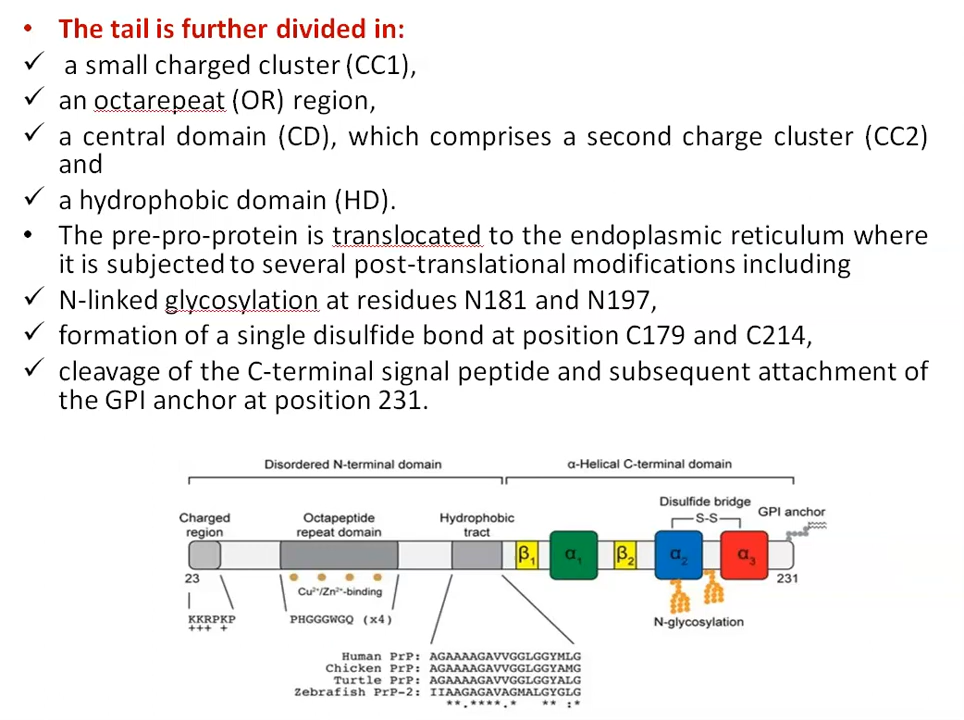 • The tail is further divided in:
✓ a small charged cluster (CC1),
✓ an octarepeat (OR) region,
✓ a central domain (CD), which comprises a second charge cluster (CC2)
and
✓ a hydrophobic domain (HD).
• The pre-pro-protein is translocated to the endoplasmic reticulum where
it is subjected to several post-translational modifications including
✓ N-linked glycosylation at residues N181 and N197,
✓ formation of a single disulfide bond at position C179 and C214,
✓ cleavage of the C-terminal signal peptide and subsequent attachment of
the GPI anchor at position 231.
Disordered N-terminal domain
α-Helical C-terminal domain
Charged
region
Octapeptide
repeat domain
Hydrophobic
tract
Disulfide bridge
S-S
GPI anchor
β1
α1
β2
α2
α3
23
231
Cu²⁺/Zn²⁺-binding
KKRPKP
+++ +
PHGGGWGQ (x4)
N-glycosylation
Human PrP: AGAAAAGAVVGGLGGYMLG
Chicken PrP: AGAAAAGAVVGGLGGYAMG
Turtle PrP: AGAAAAGAVVGGLGGYALG
Zebrafish PrP-2: IIAAGAGAVAGMALGYGLG
**.****.* ** :*